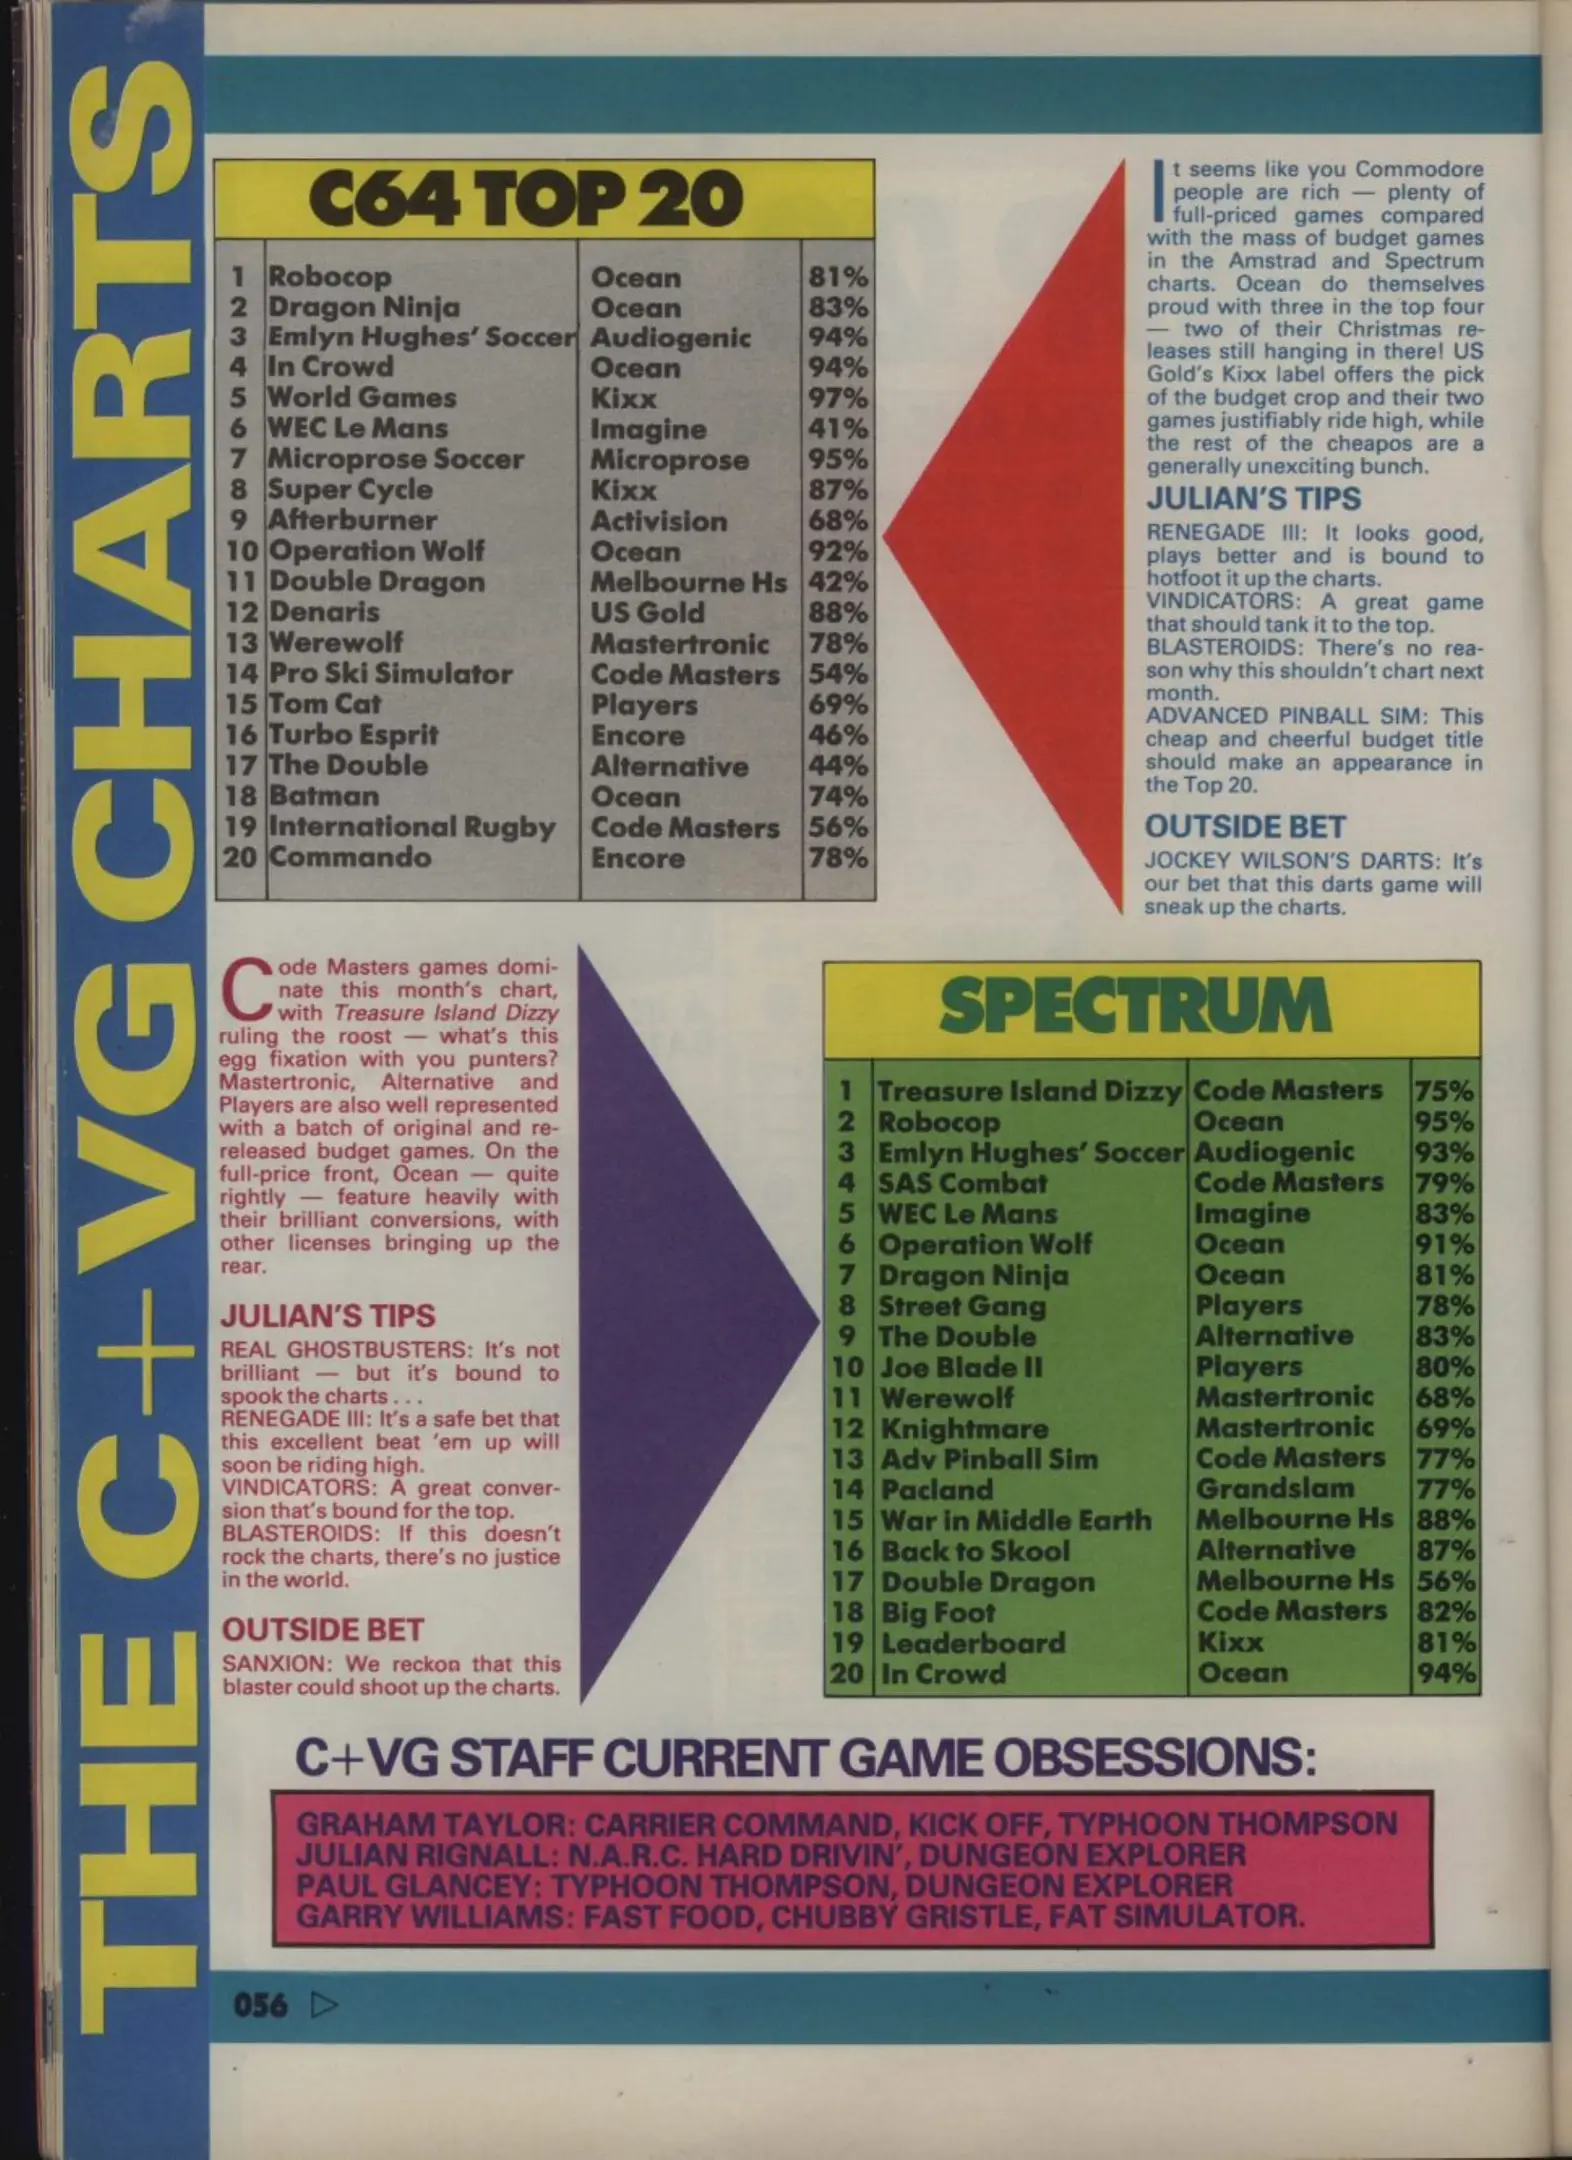 THE C+VG CHARTS
C64 TOP 20
1 Robocop Ocean 81%
2 Dragon Ninja Ocean 83%
3 Emlyn Hughes' Soccer Audiogenic 94%
4 In Crowd Ocean 94%
5 World Games Kixx 97%
6 WEC Le Mans Imagine 41%
7 Microprose Soccer Microprose 95%
8 Super Cycle Kixx 87%
9 Afterburner Activision 68%
10 Operation Wolf Ocean 92%
11 Double Dragon Melbourne Hs 42%
12 Denaris US Gold 88%
13 Werewolf Mastertronic 78%
14 Pro Ski Simulator Code Masters 54%
15 Tom Cat Players 69%
16 Turbo Esprit Encore 46%
17 The Double Alternative 44%
18 Batman Ocean 74%
19 International Rugby Code Masters 56%
20 Commando Encore 78%
It seems like you Commodore
people are rich — plenty of
full-priced games compared
with the mass of budget games
in the Amstrad and Spectrum
charts. Ocean do themselves
proud with three in the top four
— two of their Christmas re-
leases still hanging in there! US
Gold's Kixx label offers the pick
of the budget crop and their two
games justifiably ride high, while
the rest of the cheapos are a
generally unexciting bunch.
JULIAN'S TIPS
RENEGADE III: It looks good,
plays better and is bound to
hotfoot it up the charts.
VINDICATORS: A great game
that should tank it to the top.
BLASTEROIDS: There's no rea-
son why this shouldn't chart next
month.
ADVANCED PINBALL SIM: This
cheap and cheerful budget title
should make an appearance in
the Top 20.
OUTSIDE BET
JOCKEY WILSON'S DARTS: It's
our bet that this darts game will
sneak up the charts.
Code Masters games domi-
nate this month's chart,
with Treasure Island Dizzy
ruling the roost — what's this
egg fixation with you punters?
Mastertronic, Alternative and
Players are also well represented
with a batch of original and re-
released budget games. On the
full-price front, Ocean — quite
rightly — feature heavily with
their brilliant conversions, with
other licenses bringing up the
rear.
JULIAN'S TIPS
REAL GHOSTBUSTERS: It's not
brilliant — but it's bound to
spook the charts . . .
RENEGADE III: It's a safe bet that
this excellent beat 'em up will
soon be riding high.
VINDICATORS: A great conver-
sion that's bound for the top.
BLASTEROIDS: If this doesn't
rock the charts, there's no justice
in the world.
OUTSIDE BET
SANXION: We reckon that this
blaster could shoot up the charts.
SPECTRUM
1 Treasure Island Dizzy Code Masters 75%
2 Robocop Ocean 95%
3 Emlyn Hughes' Soccer Audiogenic 93%
4 SAS Combat Code Masters 79%
5 WEC Le Mans Imagine 83%
6 Operation Wolf Ocean 91%
7 Dragon Ninja Ocean 81%
8 Street Gang Players 78%
9 The Double Alternative 83%
10 Joe Blade II Players 80%
11 Werewolf Mastertronic 68%
12 Knightmare Mastertronic 69%
13 Adv Pinball Sim Code Masters 77%
14 Pacland Grandslam 77%
15 War in Middle Earth Melbourne Hs 88%
16 Back to Skool Alternative 87%
17 Double Dragon Melbourne Hs 56%
18 Big Foot Code Masters 82%
19 Leaderboard Kixx 81%
20 In Crowd Ocean 94%
C+VG STAFF CURRENT GAME OBSESSIONS:
GRAHAM TAYLOR: CARRIER COMMAND, KICK OFF, TYPHOON THOMPSON
JULIAN RIGNALL: N.A.R.C. HARD DRIVIN', DUNGEON EXPLORER
PAUL GLANCEY: TYPHOON THOMPSON, DUNGEON EXPLORER
GARRY WILLIAMS: FAST FOOD, CHUBBY GRISTLE, FAT SIMULATOR.
056